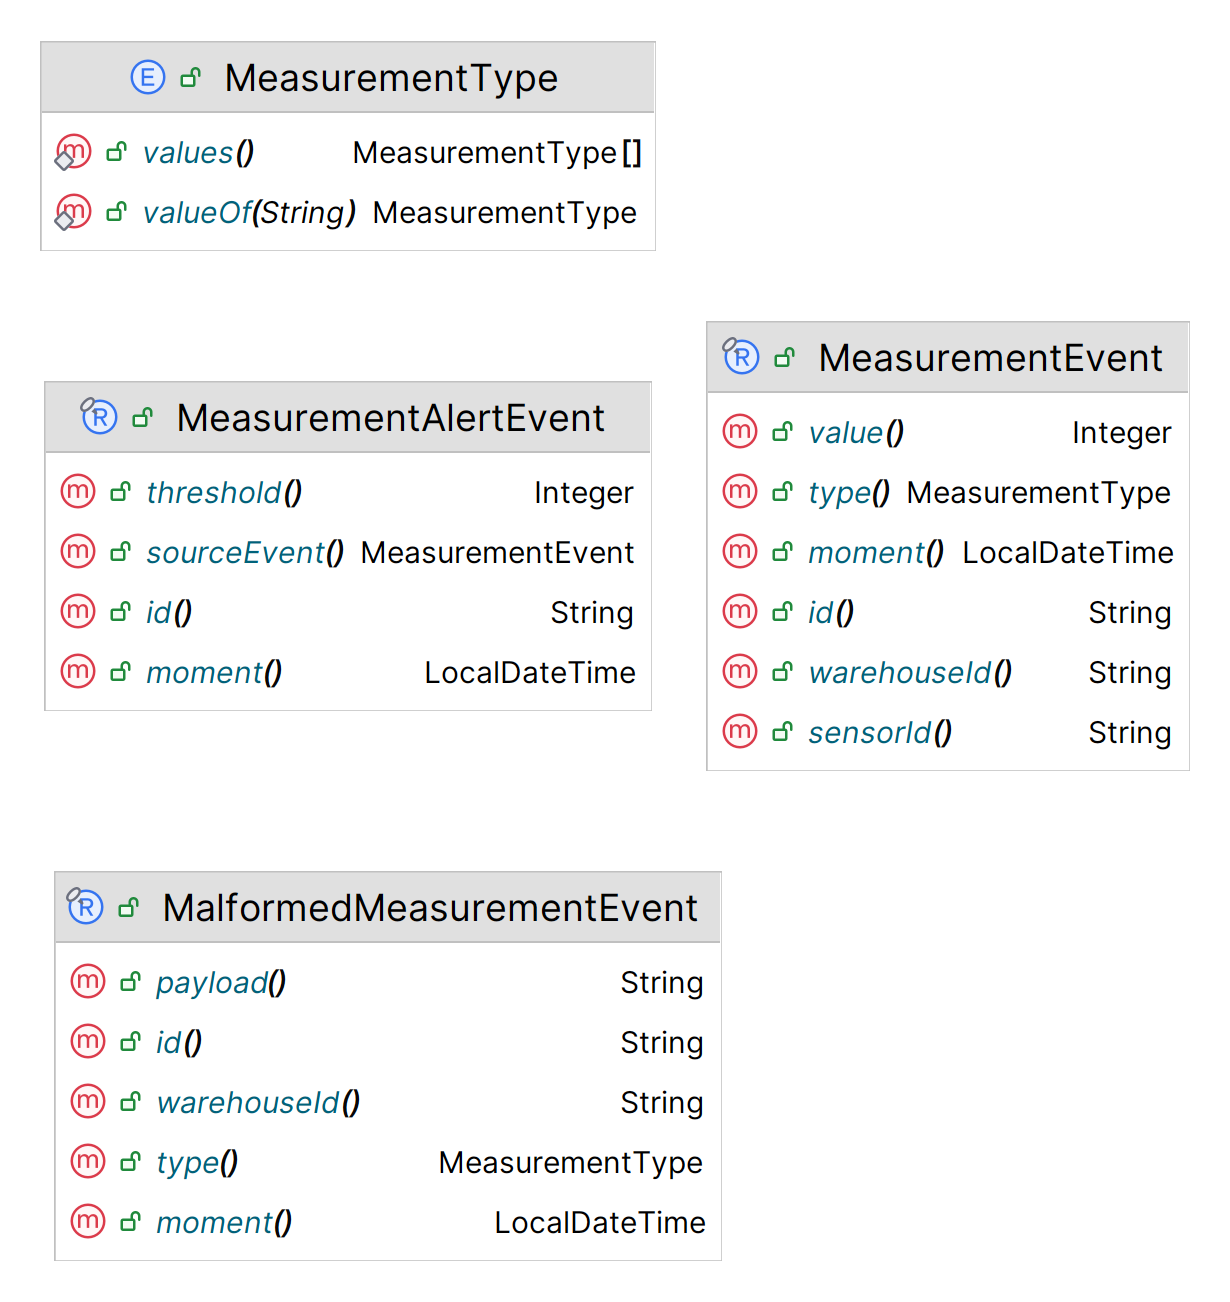 E MeasurementType
m values() MeasurementType[]
m valueOf(String) MeasurementType
R MeasurementAlertEvent
m threshold() Integer
m sourceEvent() MeasurementEvent
m id() String
m moment() LocalDateTime
R MeasurementEvent
m value() Integer
m type() MeasurementType
m moment() LocalDateTime
m id() String
m warehouseId() String
m sensorId() String
R MalformedMeasurementEvent
m payload() String
m id() String
m warehouseId() String
m type() MeasurementType
m moment() LocalDateTime